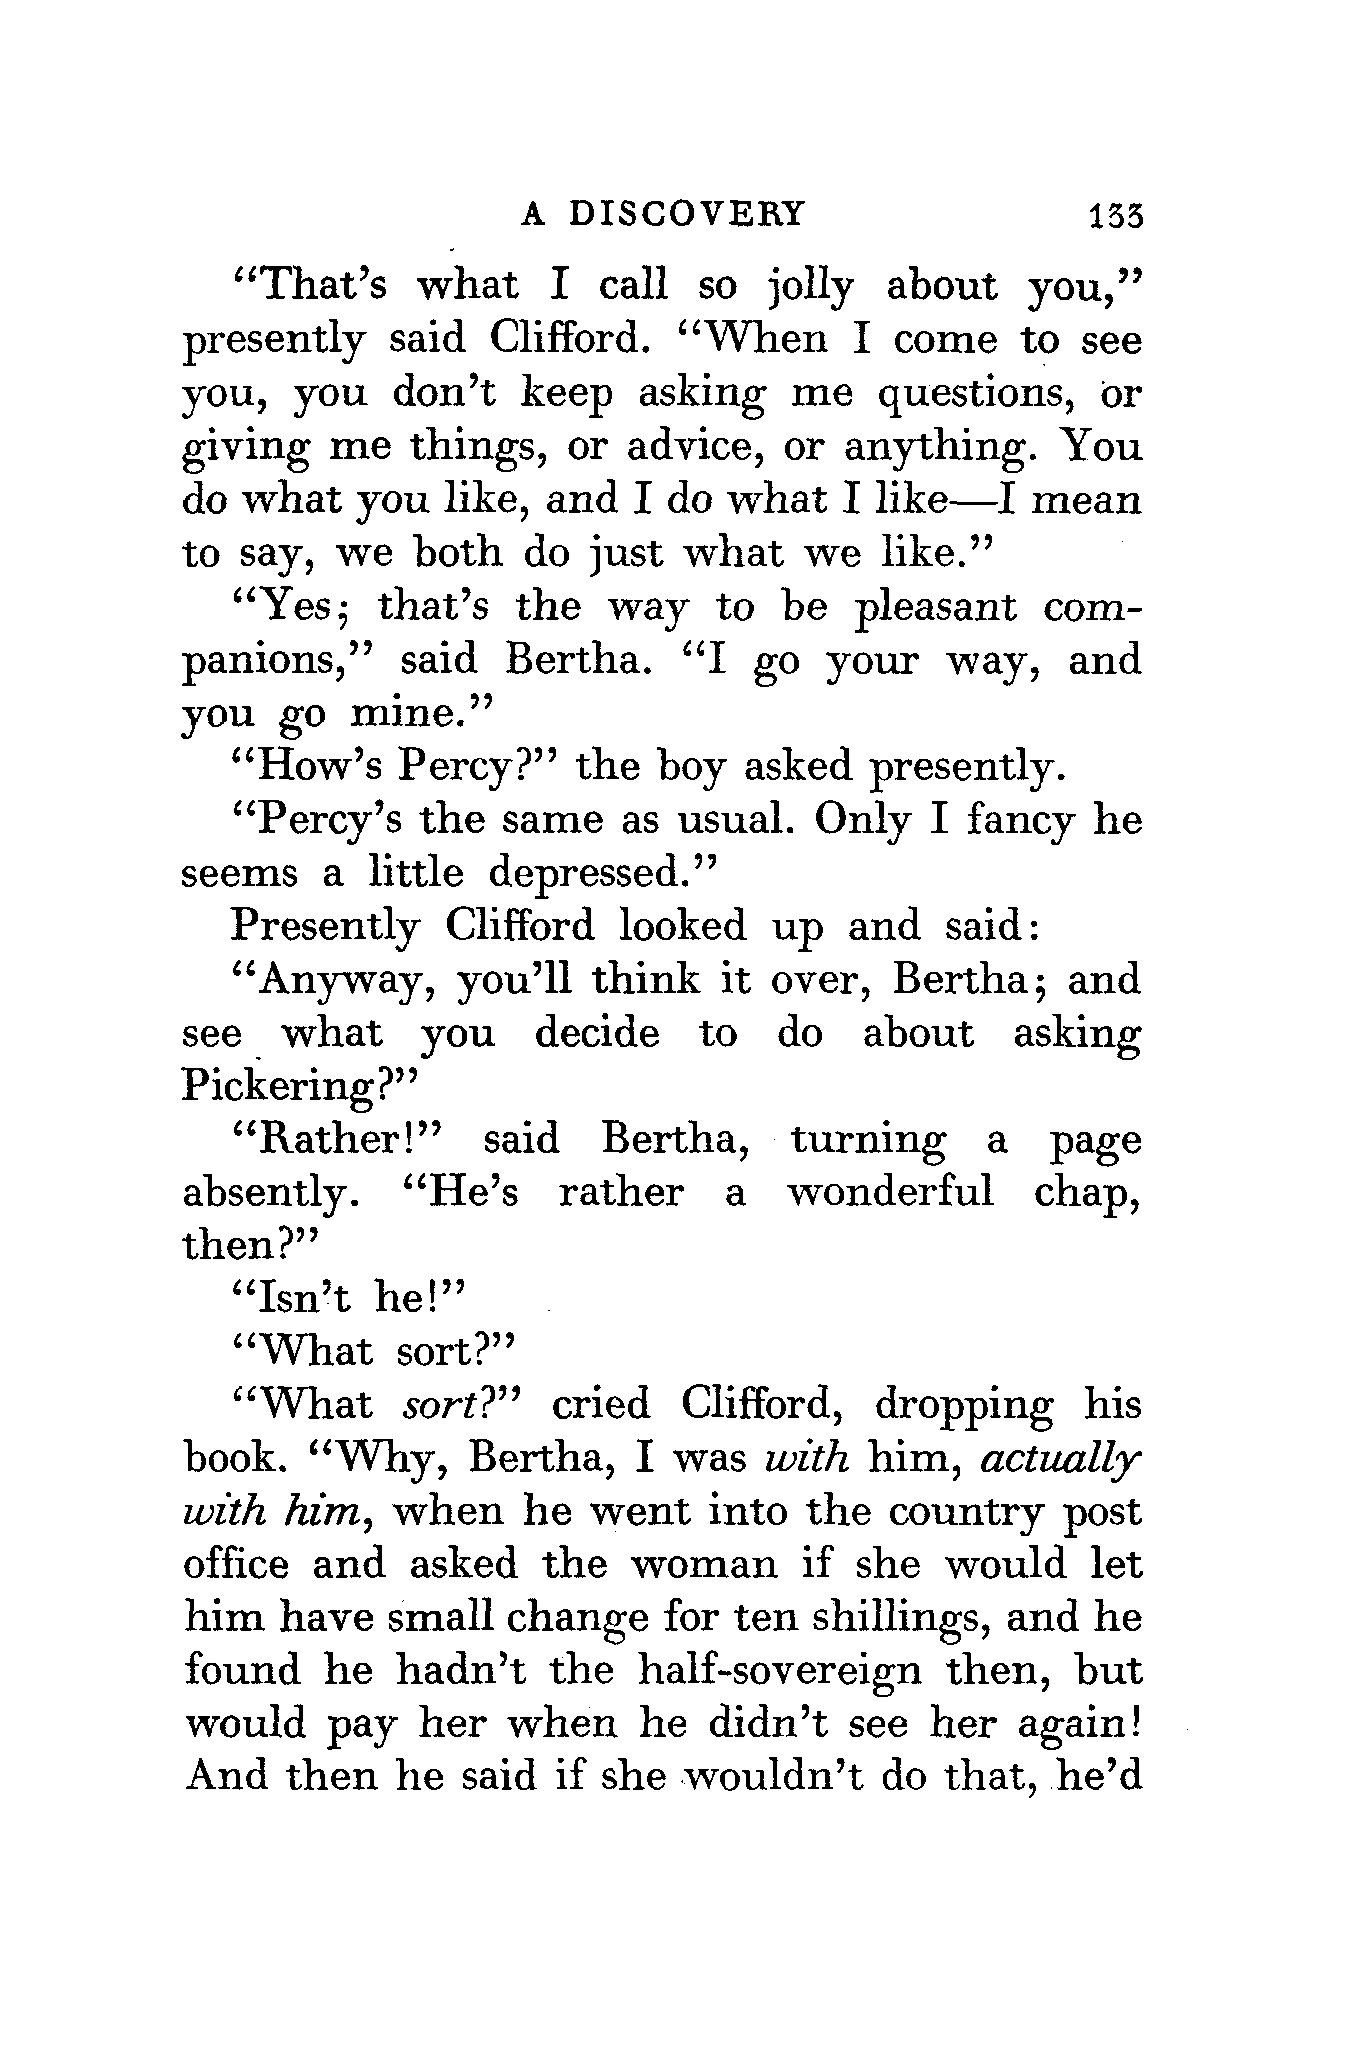 A DISCOVERY 133
"That's what I call so jolly about you,"
presently said Clifford. "When I come to see
you, you don't keep asking me questions, or
giving me things, or advice, or anything. You
do what you like, and I do what I like—I mean
to say, we both do just what we like."
"Yes; that's the way to be pleasant com-
panions," said Bertha. "I go your way, and
you go mine."
"How's Percy?" the boy asked presently.
"Percy's the same as usual. Only I fancy he
seems a little depressed."
Presently Clifford looked up and said:
"Anyway, you'll think it over, Bertha; and
see what you decide to do about asking
Pickering?"
"Rather!" said Bertha, turning a page
absently. "He's rather a wonderful chap,
then?"
"Isn't he!"
"What sort?"
"What sort?" cried Clifford, dropping his
book. "Why, Bertha, I was with him, actually
with him, when he went into the country post
office and asked the woman if she would let
him have small change for ten shillings, and he
found he hadn't the half-sovereign then, but
would pay her when he didn't see her again!
And then he said if she wouldn't do that, he'd